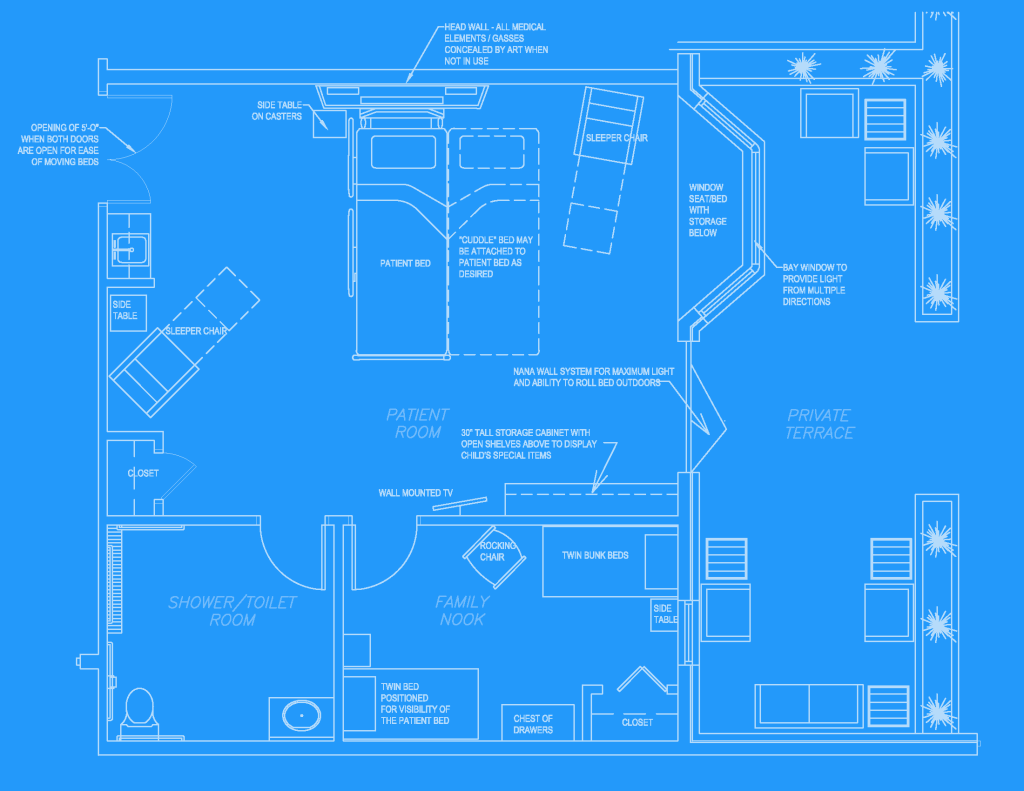 HEAD WALL - ALL MEDICAL
ELEMENTS / GASSES
CONCEALED BY ART WHEN
NOT IN USE
SIDE TABLE
ON CASTERS
OPENING OF 5'-0"
WHEN BOTH DOORS
ARE OPEN FOR EASE
OF MOVING BEDS
SLEEPER CHAIR
WINDOW
SEAT/BED
WITH
STORAGE
BELOW
"CUDDLE" BED MAY
BE ATTACHED TO
PATIENT BED AS
DESIRED
PATIENT BED
BAY WINDOW TO
PROVIDE LIGHT
FROM MULTIPLE
DIRECTIONS
SIDE
TABLE
SLEEPER CHAIR
NANA WALL SYSTEM FOR MAXIMUM LIGHT
AND ABILITY TO ROLL BED OUTDOORS
PATIENT
ROOM
PRIVATE
TERRACE
30" TALL STORAGE CABINET WITH
OPEN SHELVES ABOVE TO DISPLAY
CHILD'S SPECIAL ITEMS
CLOSET
WALL MOUNTED TV
ROCKING
CHAIR
TWIN BUNK BEDS
SHOWER/TOILET
ROOM
FAMILY
NOOK
SIDE
TABLE
TWIN BED
POSITIONED
FOR VISIBILITY OF
THE PATIENT BED
CHEST OF
DRAWERS
CLOSET